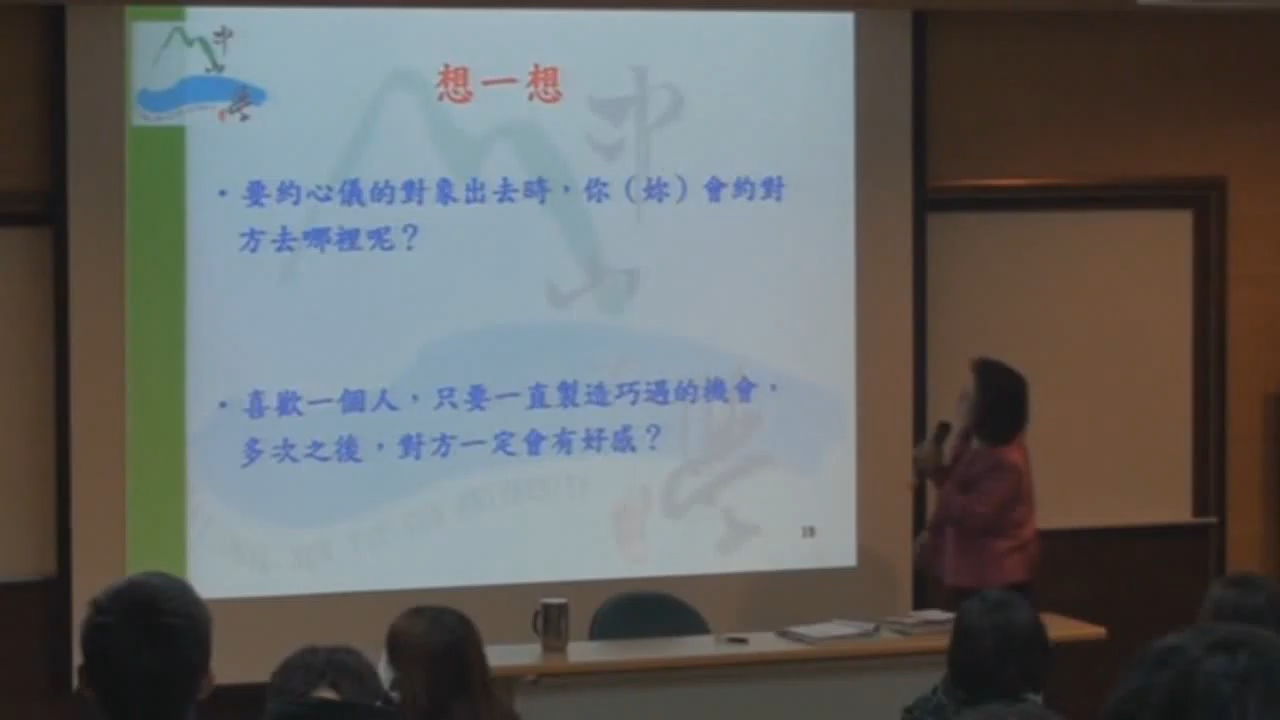 想一想
•要約心儀的對象出去時，你（妳）會約對
方去哪裡呢？
•喜歡一個人，只要一直製造巧遇的機會，
多次之後，對方一定會有好感？